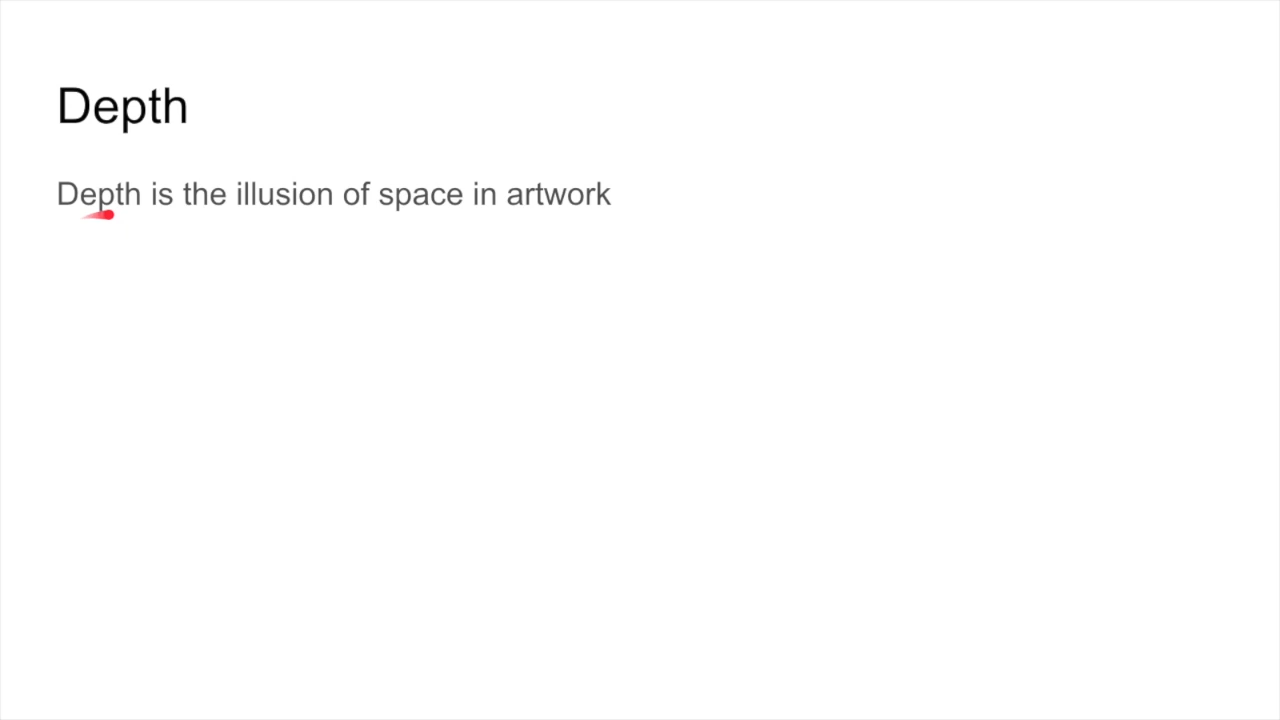 Depth
Depth is the illusion of space in artwork